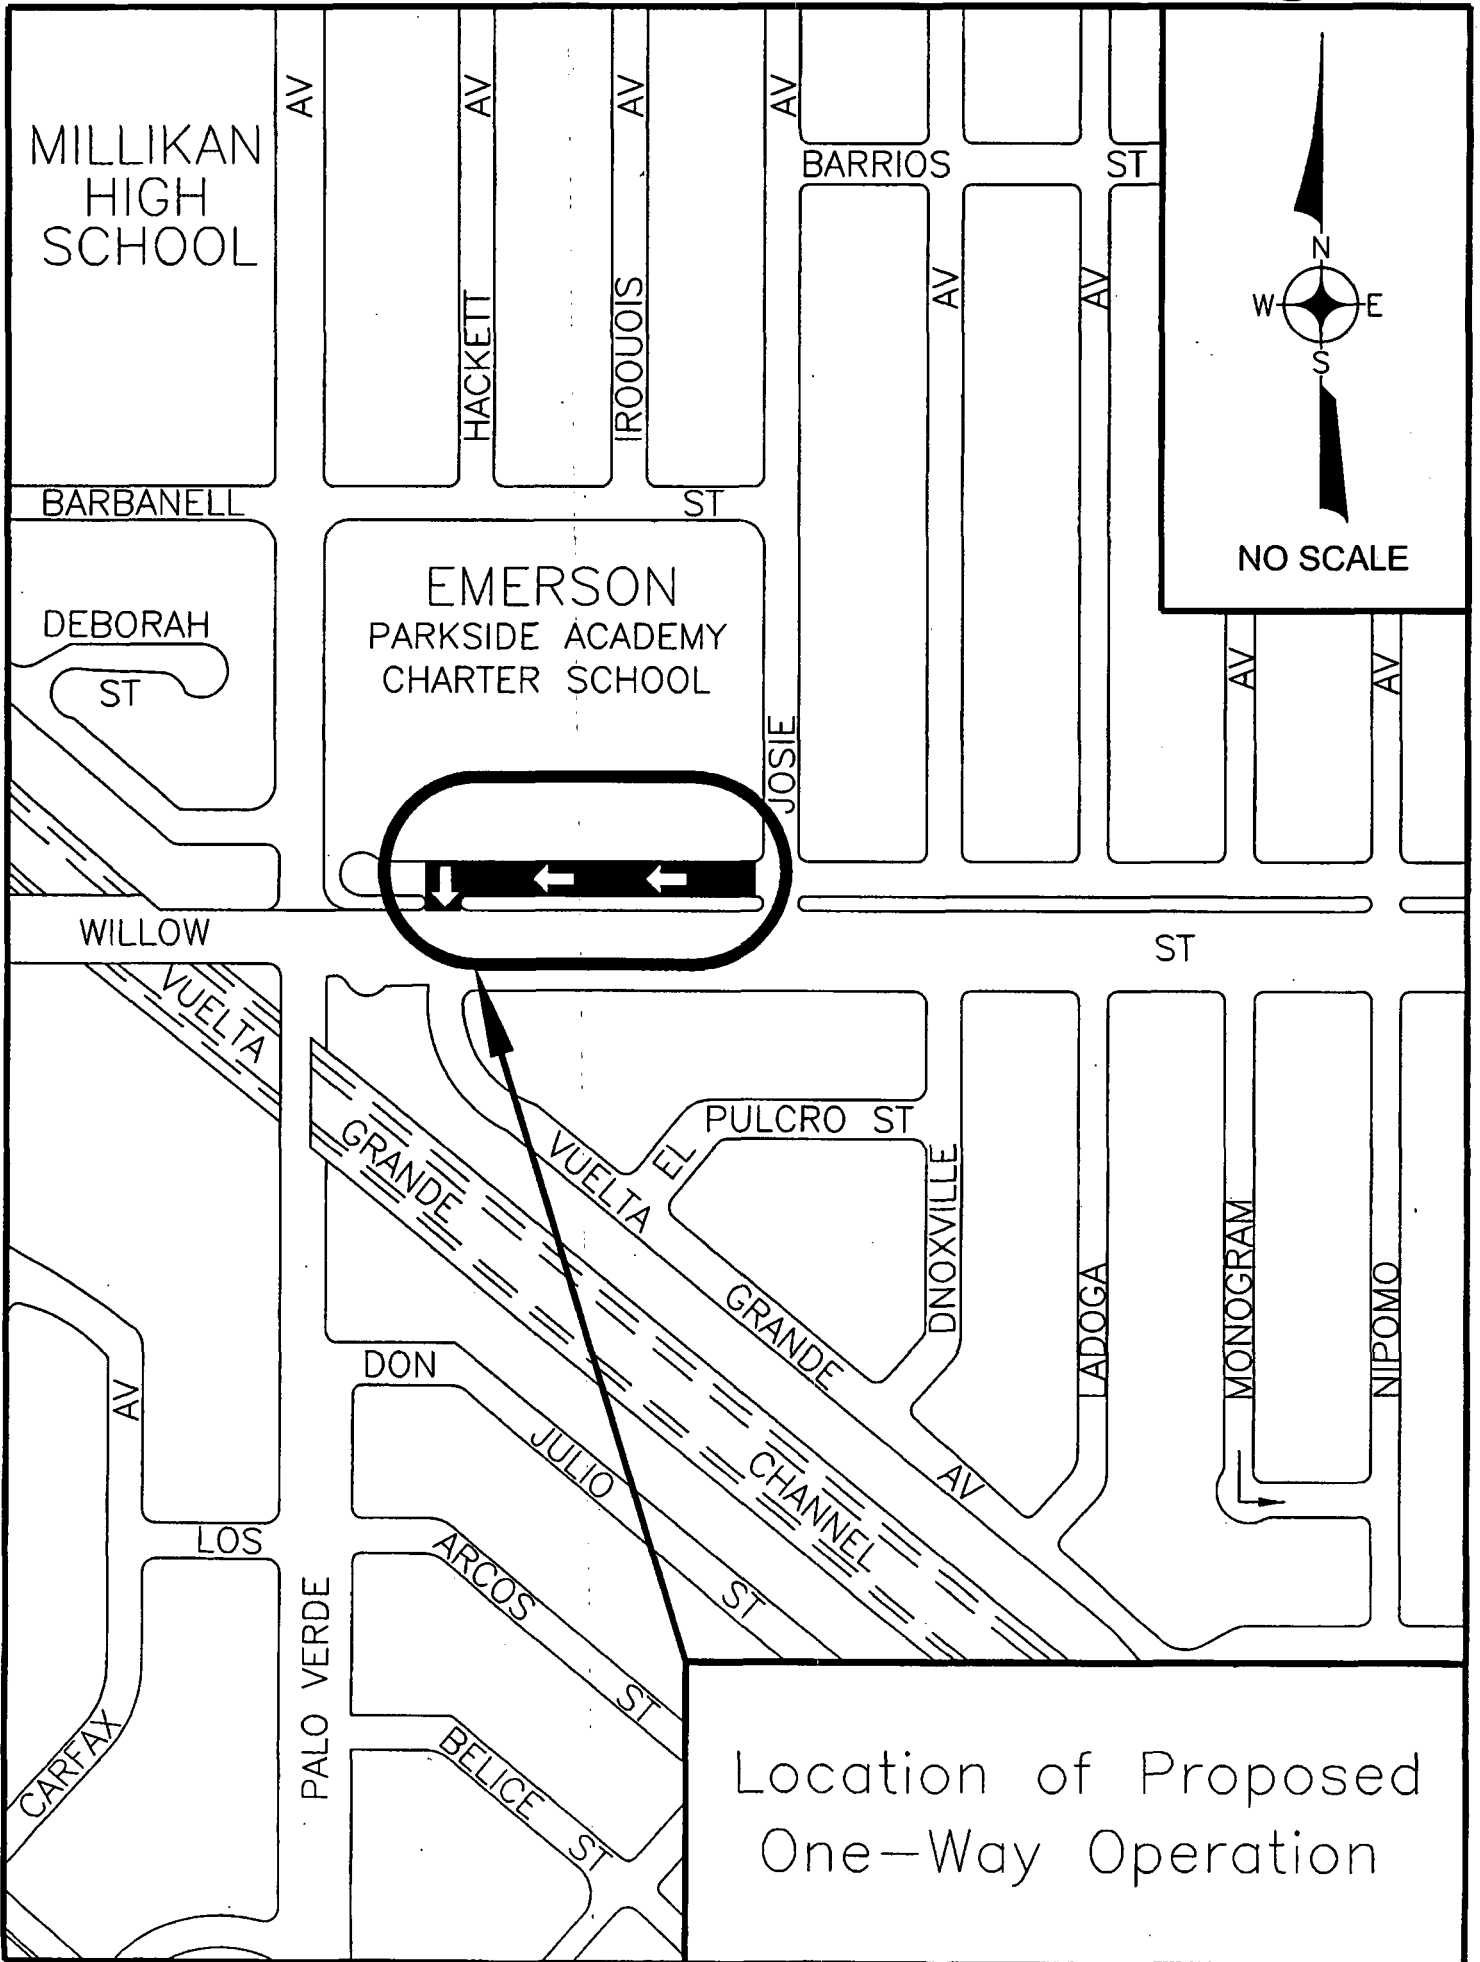 AV
AV
AV
AV
MILLIKAN
HIGH
SCHOOL
BARRIOS ST
N
W E
S
NO SCALE
HACKETT
IROQUOIS
AV
AV
BARBANELL ST
EMERSON
PARKSIDE ACADEMY
CHARTER SCHOOL
DEBORAH
ST
JOSIE
AV
AV
WILLOW ST
VUELTA
GRANDE
CHANNEL
VUELTA
GRANDE
AV
EL
PULCRO ST
DNOXVILLE
LADOGA
MONOGRAM
NIPOMO
DON
JULIO
ST
AV
LOS
ARCOS
ST
PALO VERDE
CARFAX
BELICE
ST
Location of Proposed
One-Way Operation